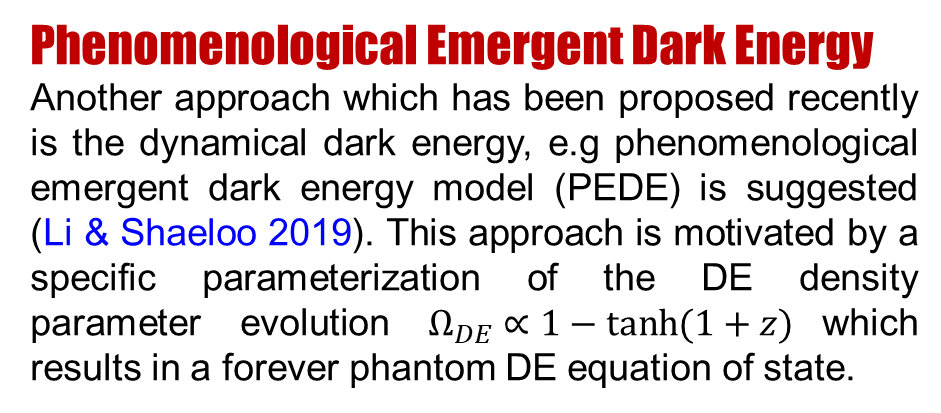 Phenomenological Emergent Dark Energy
Another approach which has been proposed recently
is the dynamical dark energy, e.g phenomenological
emergent dark energy model (PEDE) is suggested
(Li & Shaeloo 2019). This approach is motivated by a
specific parameterization of the DE density
parameter evolution Ω_{DE} ∝ 1 − tanh(1 + z) which
results in a forever phantom DE equation of state.